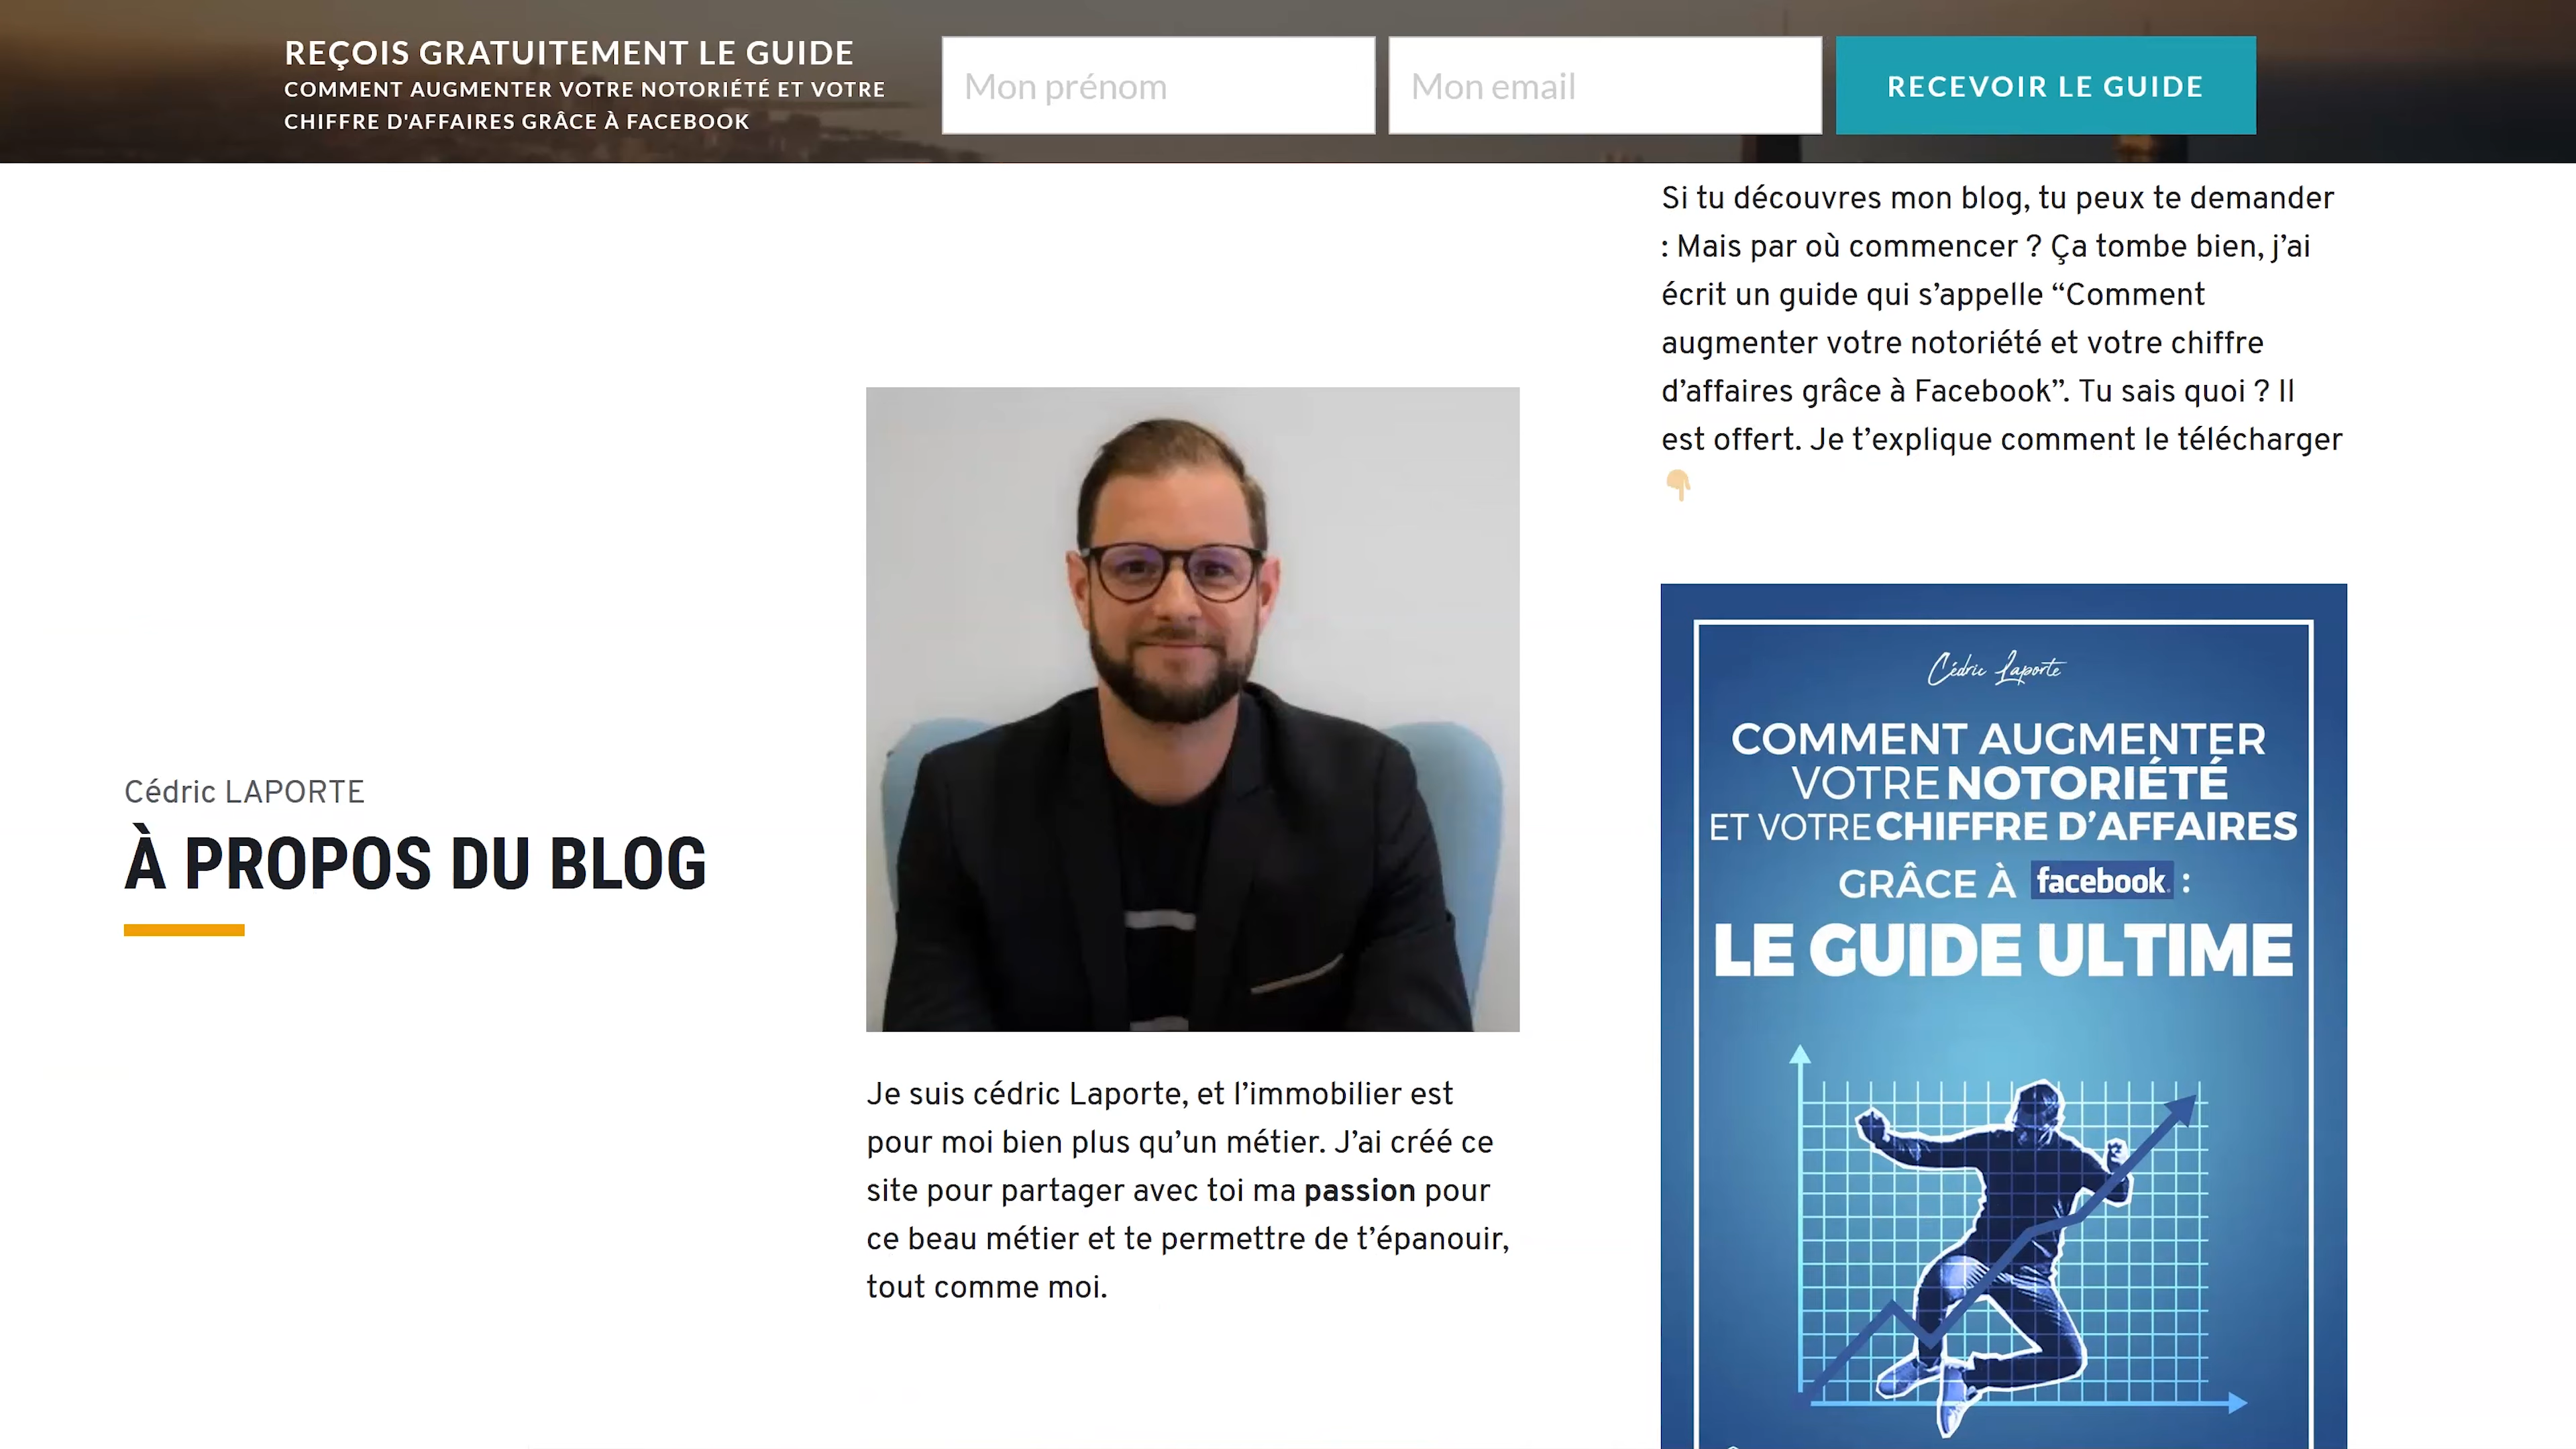 REÇOIS GRATUITEMENT LE GUIDE
COMMENT AUGMENTER VOTRE NOTORIÉTÉ ET VOTRE
CHIFFRE D'AFFAIRES GRÂCE À FACEBOOK
Mon prénom
Mon email
RECEVOIR LE GUIDE
Cédric LAPORTE
À PROPOS DU BLOG
Je suis cédric Laporte, et l’immobilier est
pour moi bien plus qu’un métier. J’ai créé ce
site pour partager avec toi ma passion pour
ce beau métier et te permettre de t’épanouir,
tout comme moi.
Si tu découvres mon blog, tu peux te demander
: Mais par où commencer ? Ça tombe bien, j’ai
écrit un guide qui s’appelle “Comment
augmenter votre notoriété et votre chiffre
d’affaires grâce à Facebook”. Tu sais quoi ? Il
est offert. Je t’explique comment le télécharger
👇🏼
Cédric Laporte
COMMENT AUGMENTER
VOTRE NOTORIÉTÉ
ET VOTRE CHIFFRE D’AFFAIRES
GRÂCE À facebook :
LE GUIDE ULTIME